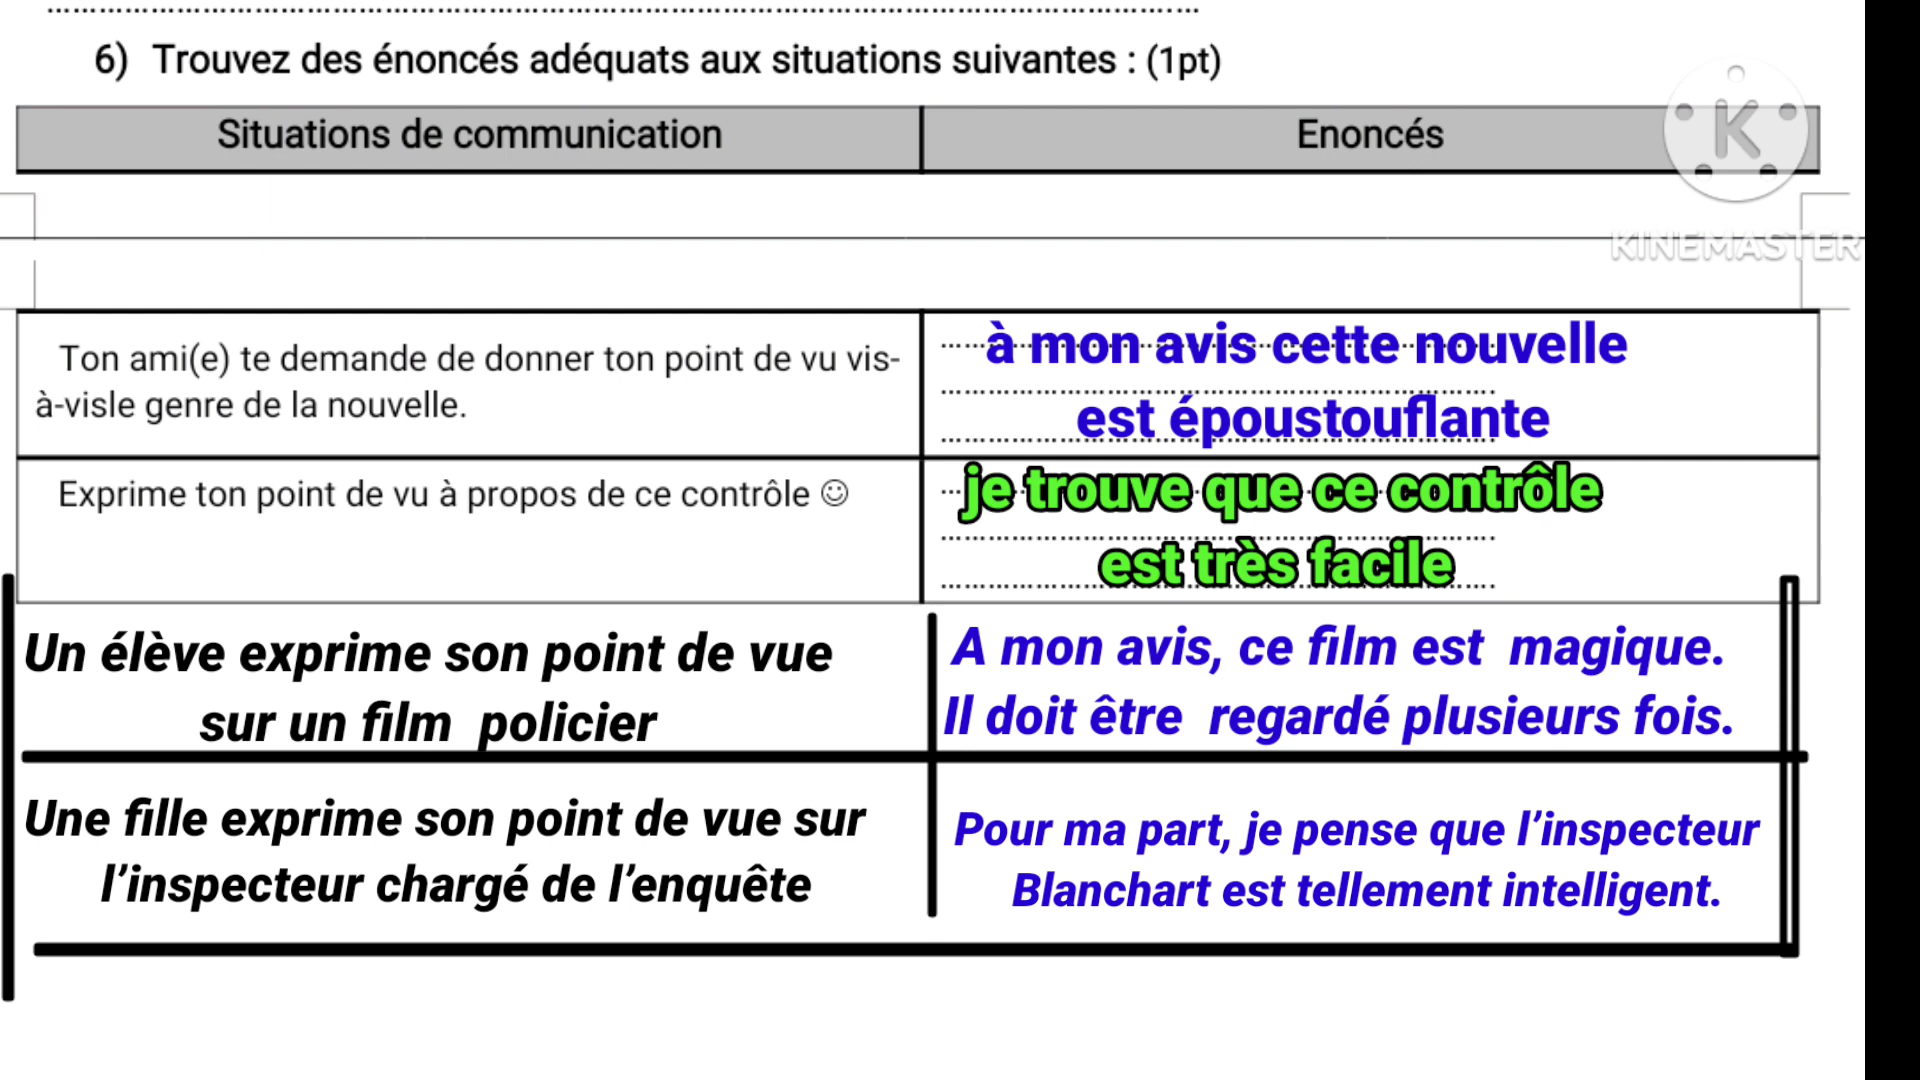 6) Trouvez des énoncés adéquats aux situations suivantes : (1pt)
Situations de communication
Enoncés
K
KINEMASTER
Ton ami(e) te demande de donner ton point de vu vis-
à-visle genre de la nouvelle.
à mon avis cette nouvelle
est époustouflante
Exprime ton point de vu à propos de ce contrôle ☺
je trouve que ce contrôle
est très facile
Un élève exprime son point de vue
sur un film policier
A mon avis, ce film est magique.
Il doit être regardé plusieurs fois.
Une fille exprime son point de vue sur
l’inspecteur chargé de l’enquête
Pour ma part, je pense que l’inspecteur
Blanchart est tellement intelligent.